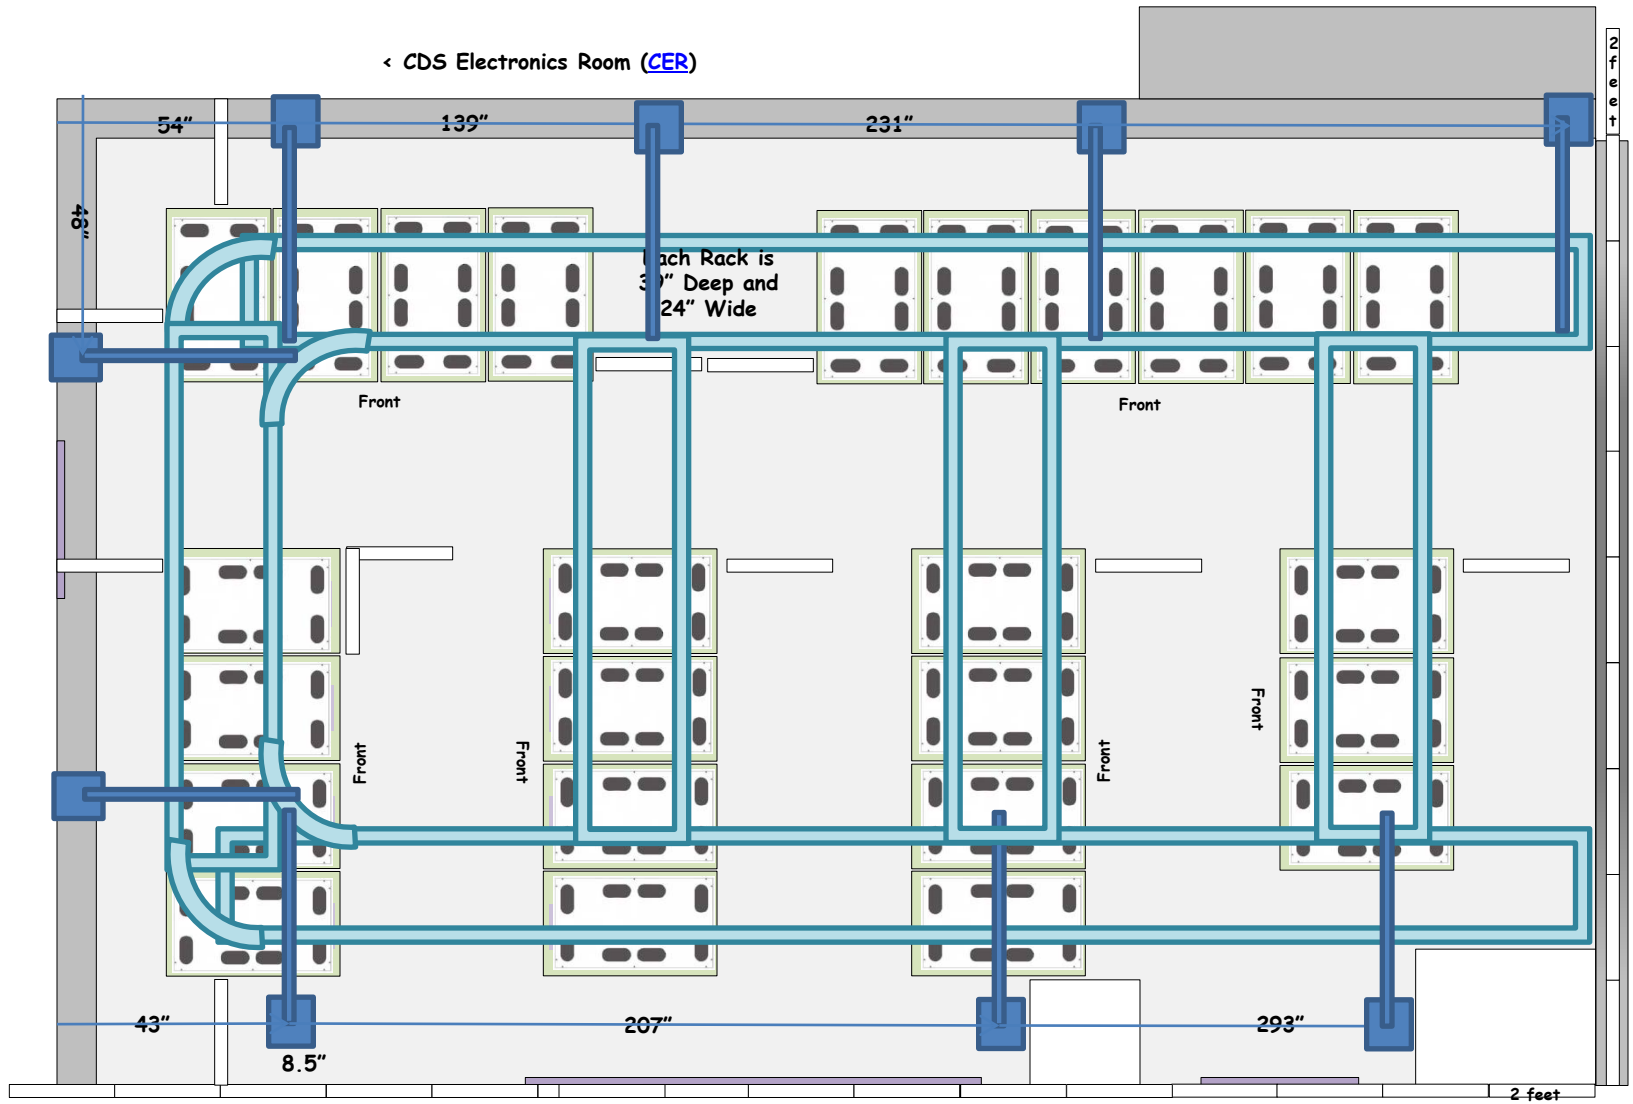 2
f
e
e
t
< CDS Electronics Room (CER)
54” 139” 231”
48”
Each Rack is
39” Deep and
24” Wide
Front Front
Front
Front Front Front
43” 207” 293”
8.5”
2 feet